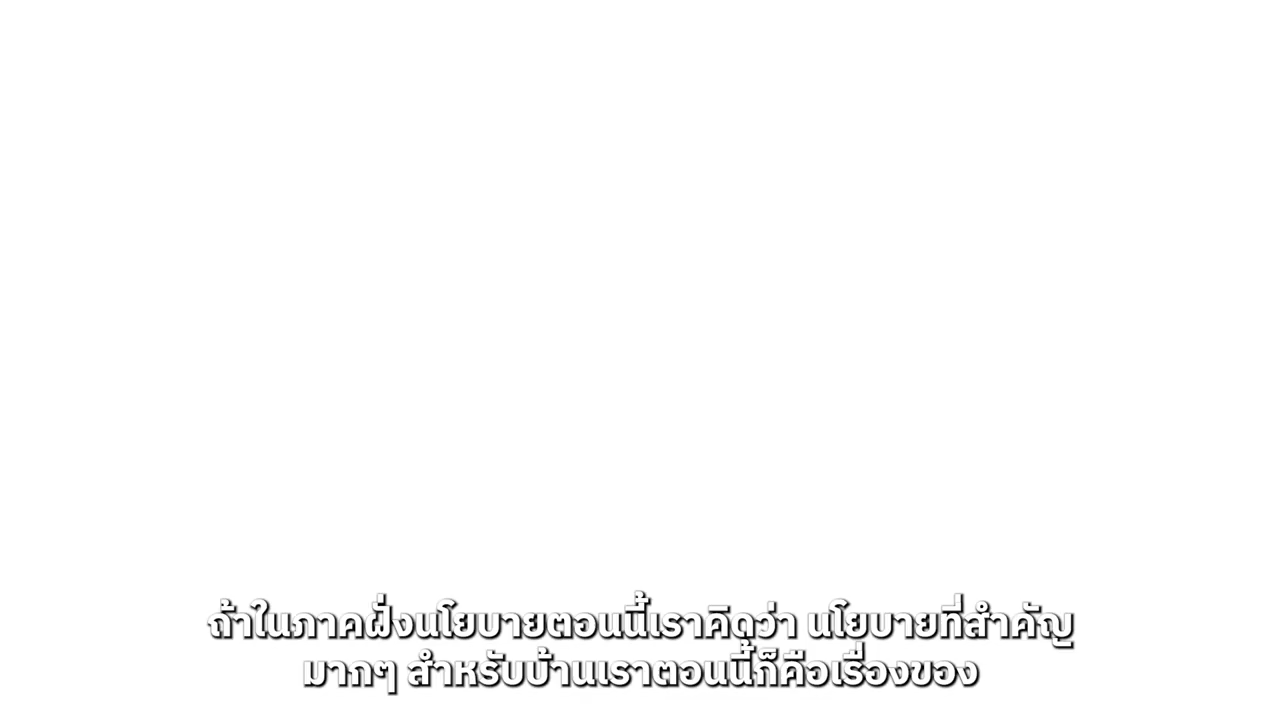 ถ้าในภาคฝั่งนโยบายตอนนี้เราคิดว่า นโยบายที่สำคัญ
มากๆ สำหรับบ้านเราตอนนี้ก็คือเรื่องของ